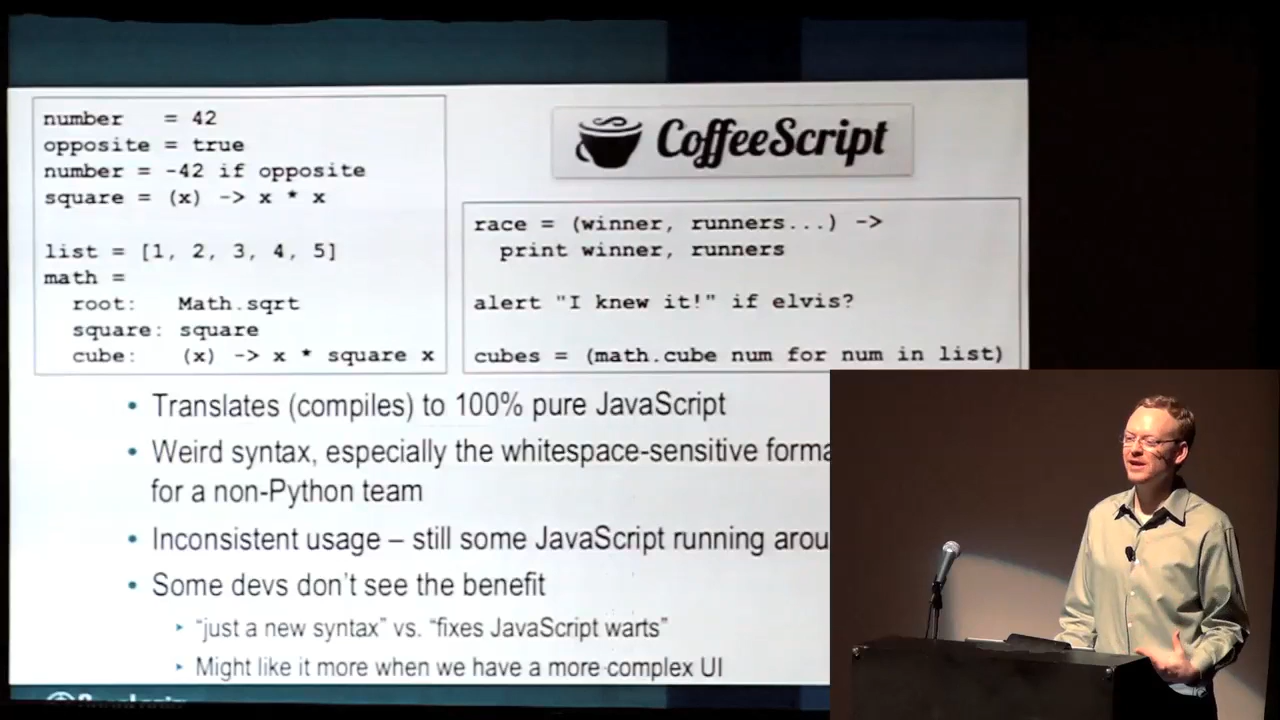 number = 42
opposite = true
number = -42 if opposite
square = (x) -> x * x
list = [1, 2, 3, 4, 5]
math =
root: Math.sqrt
square: square
cube: (x) -> x * square x
CoffeeScript
race = (winner, runners...) ->
print winner, runners
alert "I knew it!" if elvis?
cubes = (math.cube num for num in list)
• Translates (compiles) to 100% pure JavaScript
• Weird syntax, especially the whitespace-sensitive forma
for a non-Python team
• Inconsistent usage – still some JavaScript running arou
• Some devs don't see the benefit
‣ "just a new syntax" vs. "fixes JavaScript warts"
‣ Might like it more when we have a more complex UI